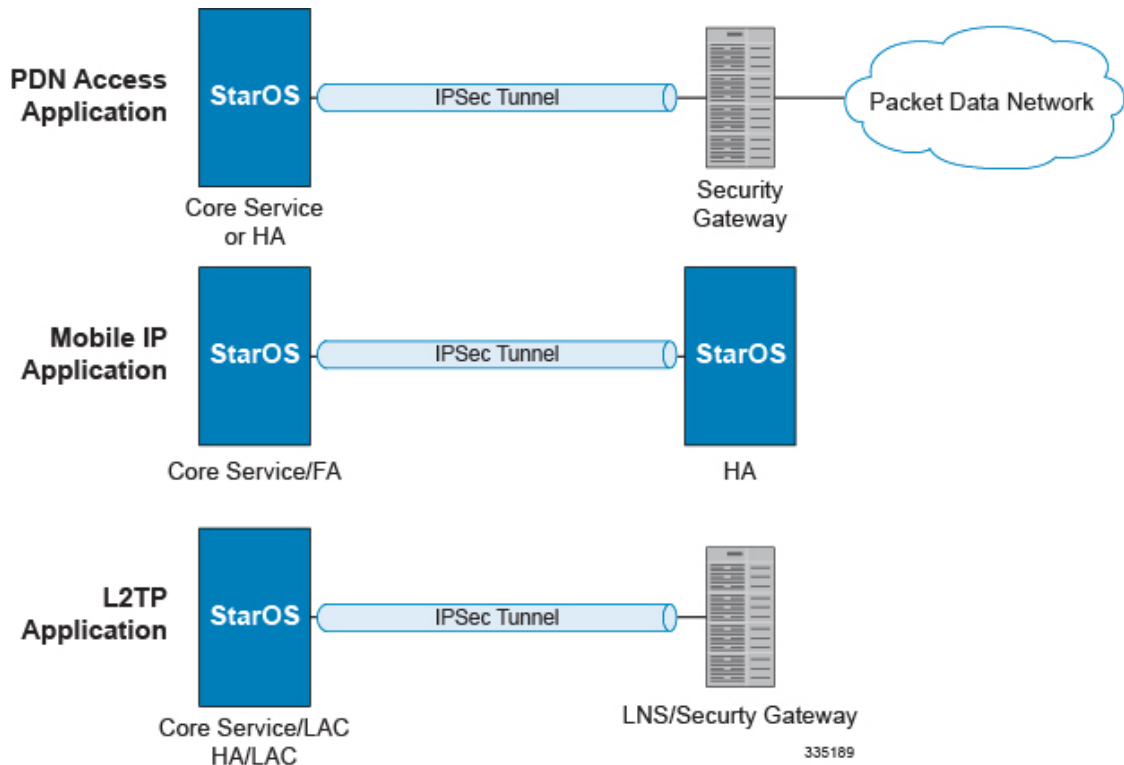 PDN Access
Application
StarOS
IPSec Tunnel
Packet Data Network
Core Service
or HA
Security
Gateway
Mobile IP
Application
StarOS
IPSec Tunnel
StarOS
Core Service/FA
HA
L2TP
Application
StarOS
IPSec Tunnel
Core Service/LAC
HA/LAC
LNS/Securty Gateway
335189